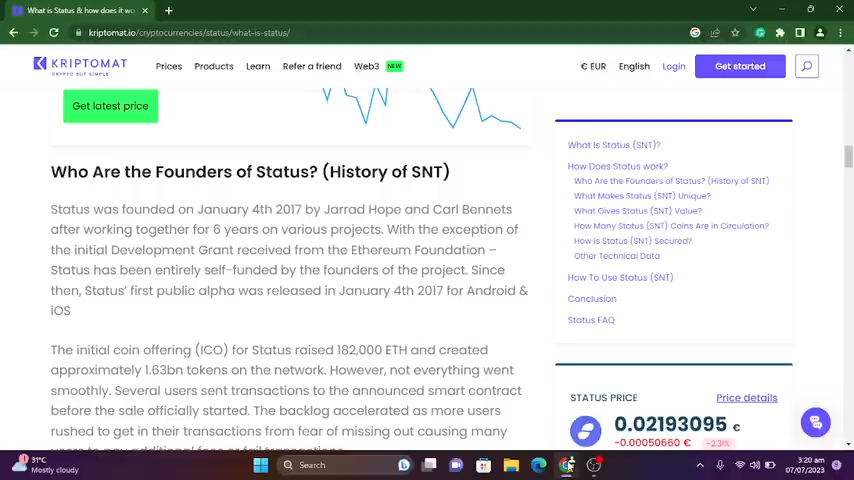 What is Status & how does it wo
kriptomat.io/cryptocurrencies/status/what-is-status/
KRIPTOMAT
CRYPTO BUT SIMPLE
Prices
Products
Learn
Refer a friend
Web3
NEW
€ EUR
English
Login
Get started
Get latest price
Who Are the Founders of Status? (History of SNT)
Status was founded on January 4th 2017 by Jarrad Hope and Carl Bennets
after working together for 6 years on various projects. With the exception of
the initial Development Grant received from the Ethereum Foundation –
Status has been entirely self-funded by the founders of the project. Since
then, Status’ first public alpha was released in January 4th 2017 for Android &
iOS
The initial coin offering (ICO) for Status raised 182,000 ETH and created
approximately 1.63bn tokens on the network. However, not everything went
smoothly. Several users sent transactions to the announced smart contract
before the sale officially started. The backlog accelerated as more users
rushed to get in their transactions from fear of missing out causing many
users to pay additional fees or fail transactions.
What Is Status (SNT)?
How Does Status work?
Who Are the Founders of Status? (History of SNT)
What Makes Status (SNT) Unique?
What Gives Status (SNT) Value?
How Many Status (SNT) Coins Are in Circulation?
How Is Status (SNT) Secured?
Other Technical Data
How To Use Status (SNT)
Conclusion
Status FAQ
STATUS PRICE
Price details
0.02193095 €
-0.00050660 €
-2.31%
31°C
Mostly cloudy
Search
3:20 pm
07/07/2023